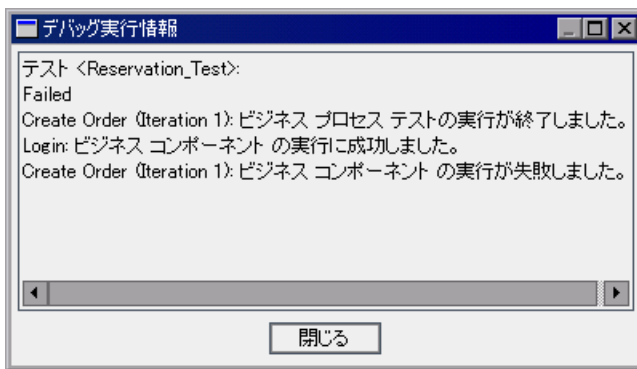 デバッグ実行情報
テスト <Reservation_Test>:
Failed
Create Order (Iteration 1): ビジネス プロセス テストの実行が終了しました。
Login: ビジネス コンポーネント の実行に成功しました。
Create Order (Iteration 1): ビジネス コンポーネント の実行が失敗しました。
閉じる